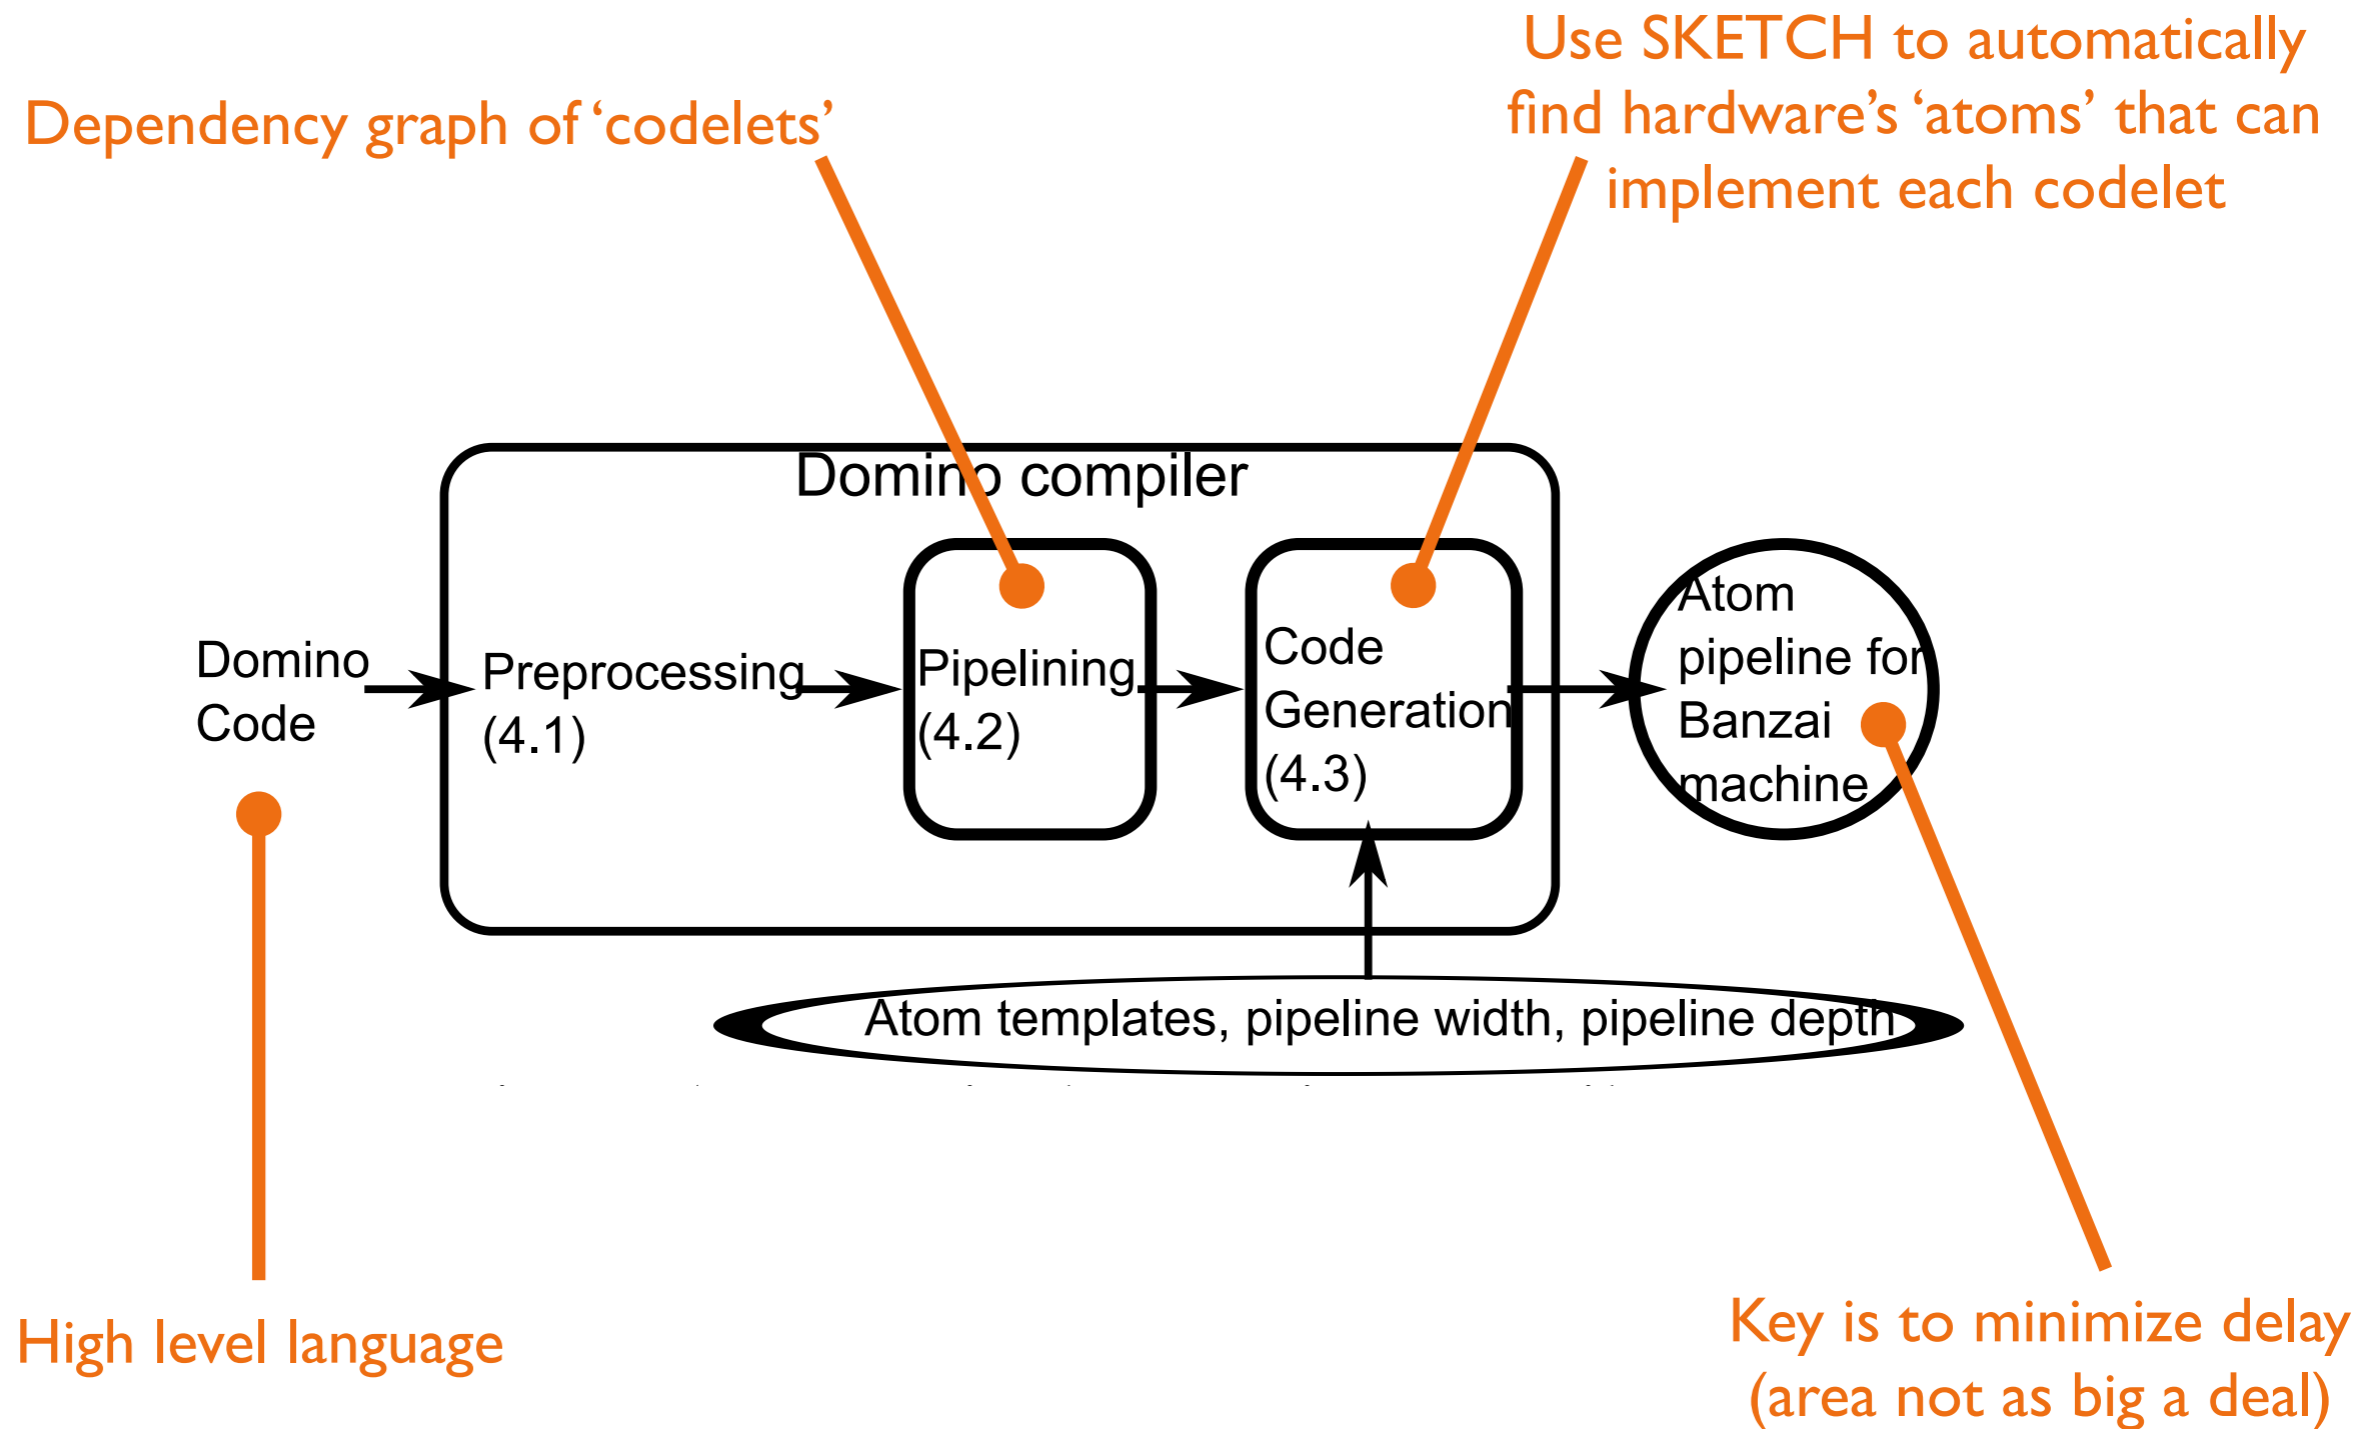 Use SKETCH to automatically
find hardware's 'atoms' that can
implement each codelet
Dependency graph of 'codelets'
Domino compiler
Domino
Code
Preprocessing
(4.1)
Pipelining
(4.2)
Code
Generation
(4.3)
Atom
pipeline for
Banzai
machine
Atom templates, pipeline width, pipeline depth
High level language
Key is to minimize delay
(area not as big a deal)